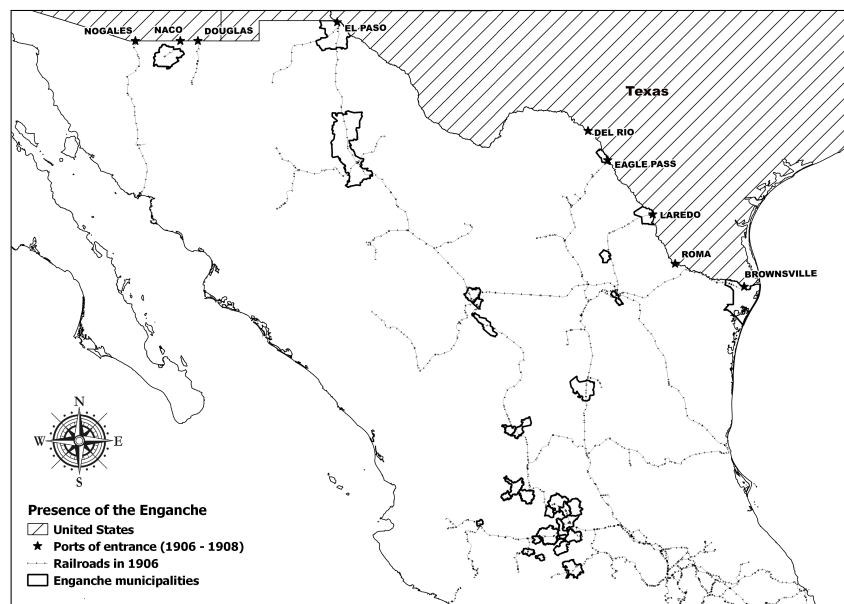 NOGALES
NACO
DOUGLAS
EL PASO
Texas
DEL RIO
EAGLE PASS
LAREDO
ROMA
BROWNSVILLE
N
W
E
S
Presence of the Enganche
United States
Ports of entrance (1906 - 1908)
Railroads in 1906
Enganche municipalities